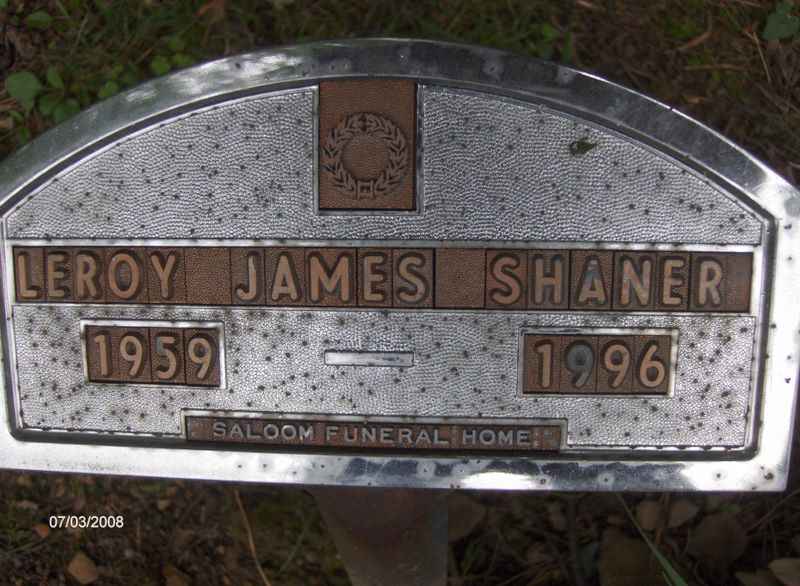 LEROY JAMES SHANER
1959 — 1996
SALOOM FUNERAL HOME
07/03/2008